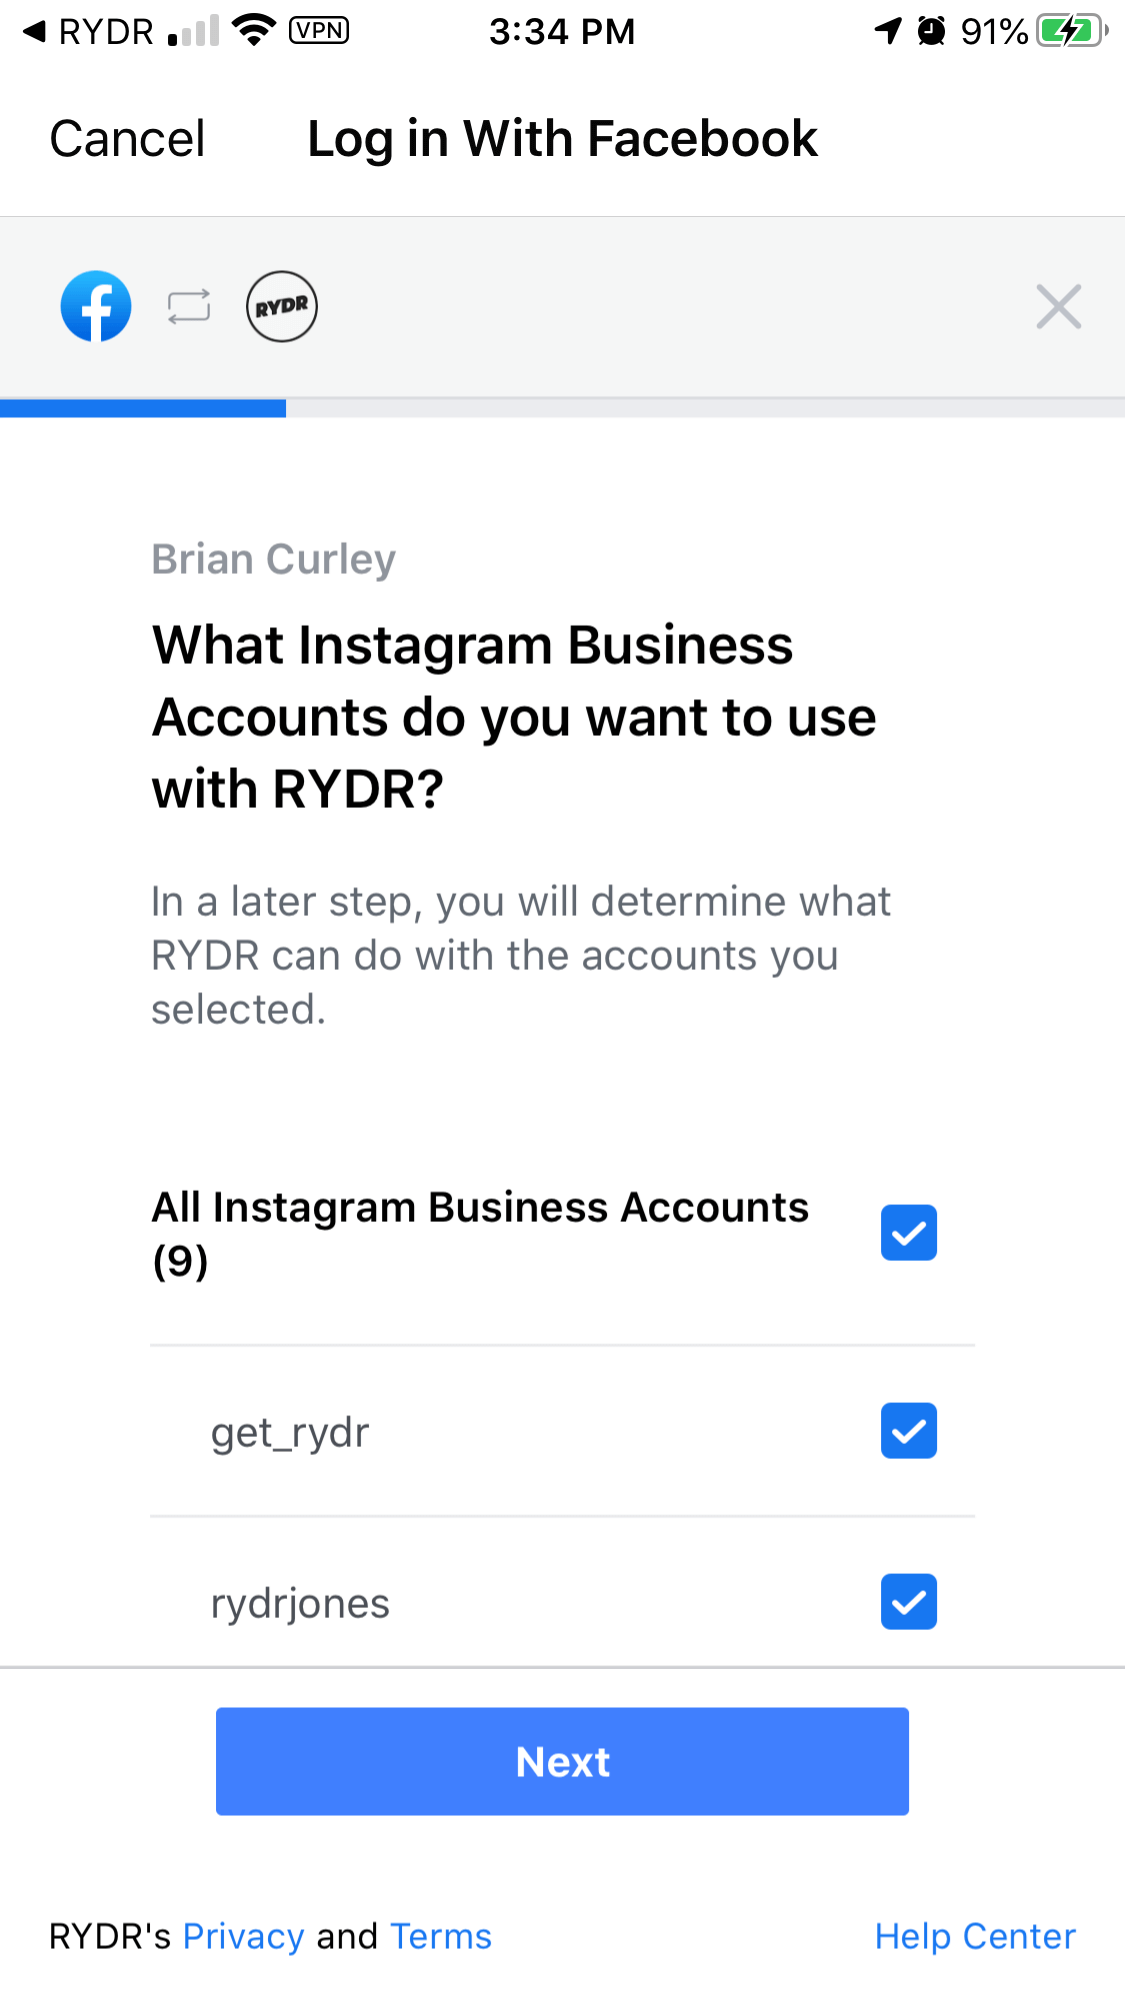 RYDR VPN 3:34 PM 91%
Cancel Log in With Facebook
RYDR
Brian Curley
What Instagram Business
Accounts do you want to use
with RYDR?
In a later step, you will determine what
RYDR can do with the accounts you
selected.
All Instagram Business Accounts
(9)
get_rydr
rydrjones
Next
RYDR's Privacy and Terms Help Center